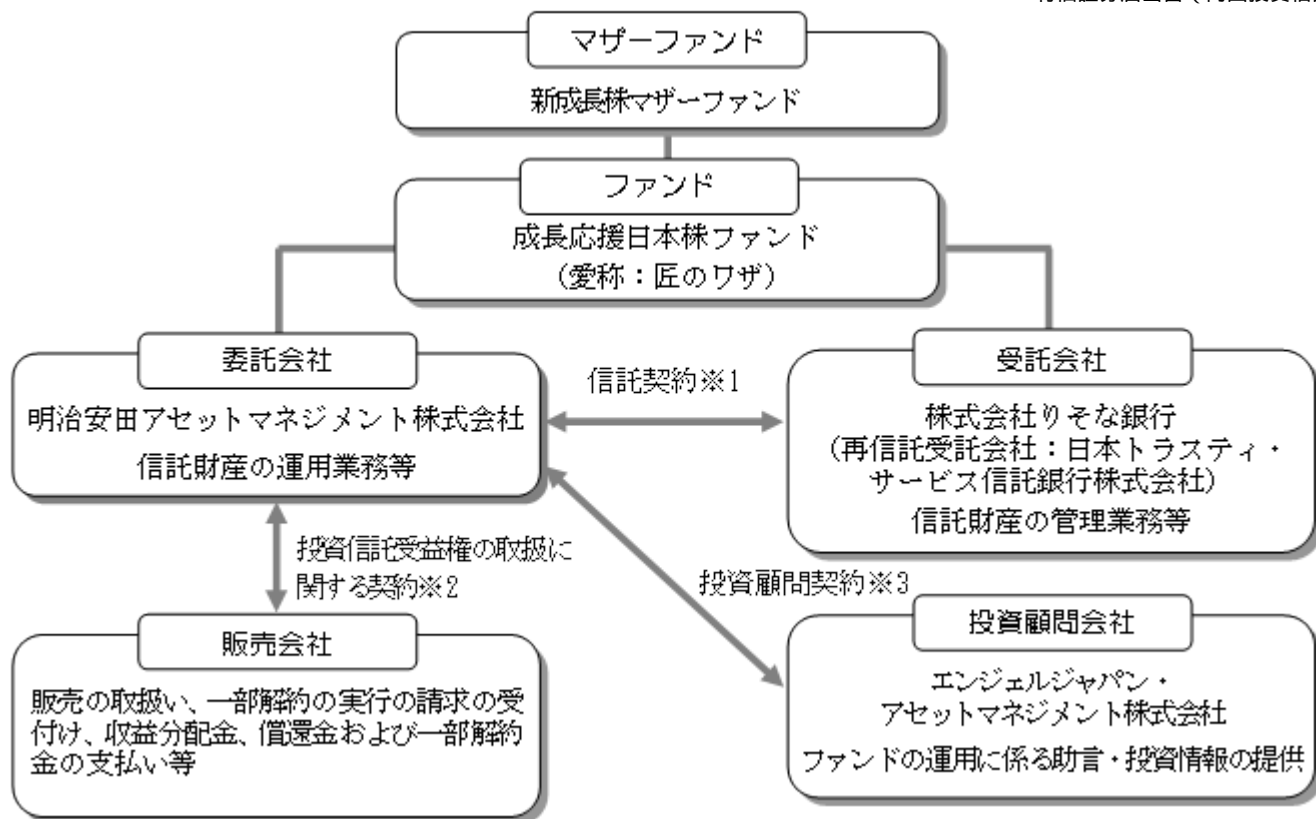 マザーファンド
新成長株マザーファンド
ファンド
成長応援日本株ファンド
（愛称：匠のワザ）
委託会社
明治安田アセットマネジメント株式会社
信託財産の運用業務等
信託契約※1
受託会社
株式会社りそな銀行
（再信託受託会社：日本トラスティ・
サービス信託銀行株式会社）
信託財産の管理業務等
投資信託受益権の取扱に
関する契約※2
投資顧問契約※3
販売会社
販売の取扱い、一部解約の実行の請求の受
付け、収益分配金、償還金および一部解約
金の支払い等
投資顧問会社
エンジェルジャパン・
アセットマネジメント株式会社
ファンドの運用に係る助言・投資情報の提供